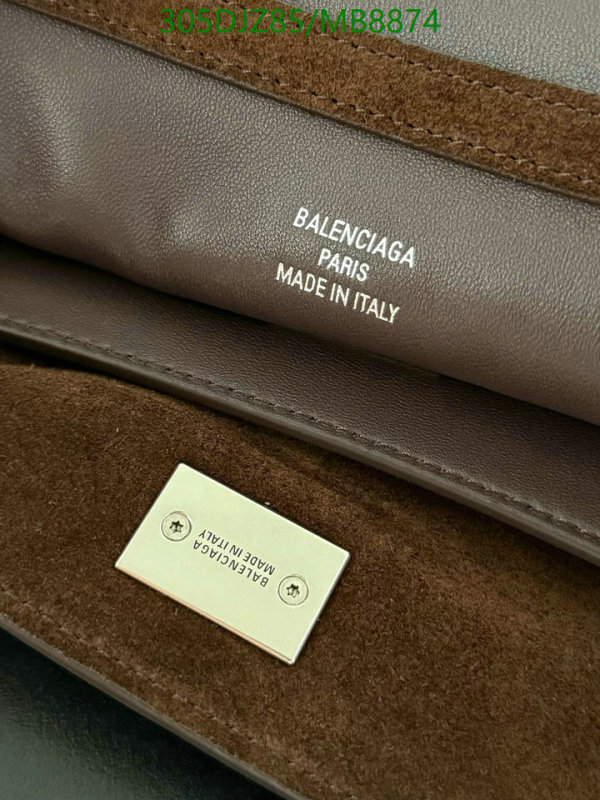 305DJZ85/MB8874
BALENCIAGA
PARIS
MADE IN ITALY
BALENCIAGA
MADE IN ITALY